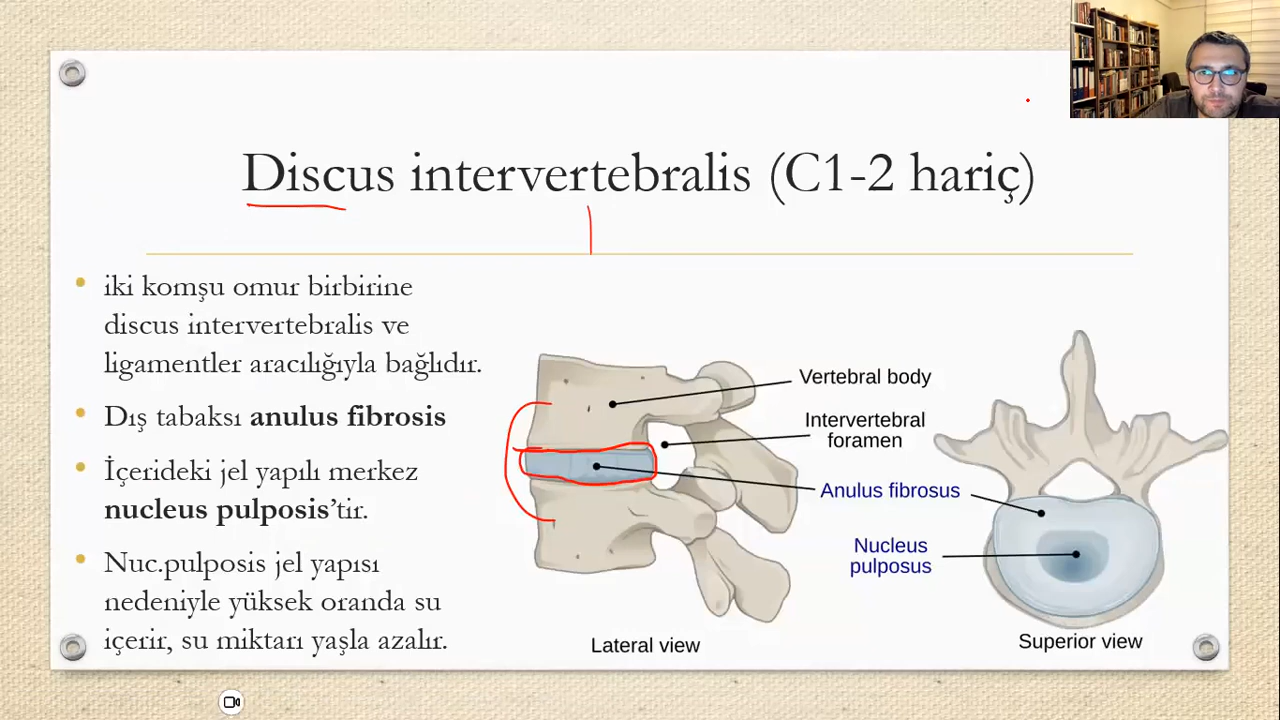 Discus intervertebralis (C1-2 hariç)
iki komşu omur birbirine
discus intervertebralis ve
ligamentler aracılığıyla bağlıdır.
Dış tabaksı anulus fibrosis
İçerideki jel yapılı merkez
nucleus pulposis'tir.
Nuc.pulposis jel yapısı
nedeniyle yüksek oranda su
içerir, su miktarı yaşla azalır.
Vertebral body
Intervertebral
foramen
Anulus fibrosus
Nucleus
pulposus
Lateral view
Superior view